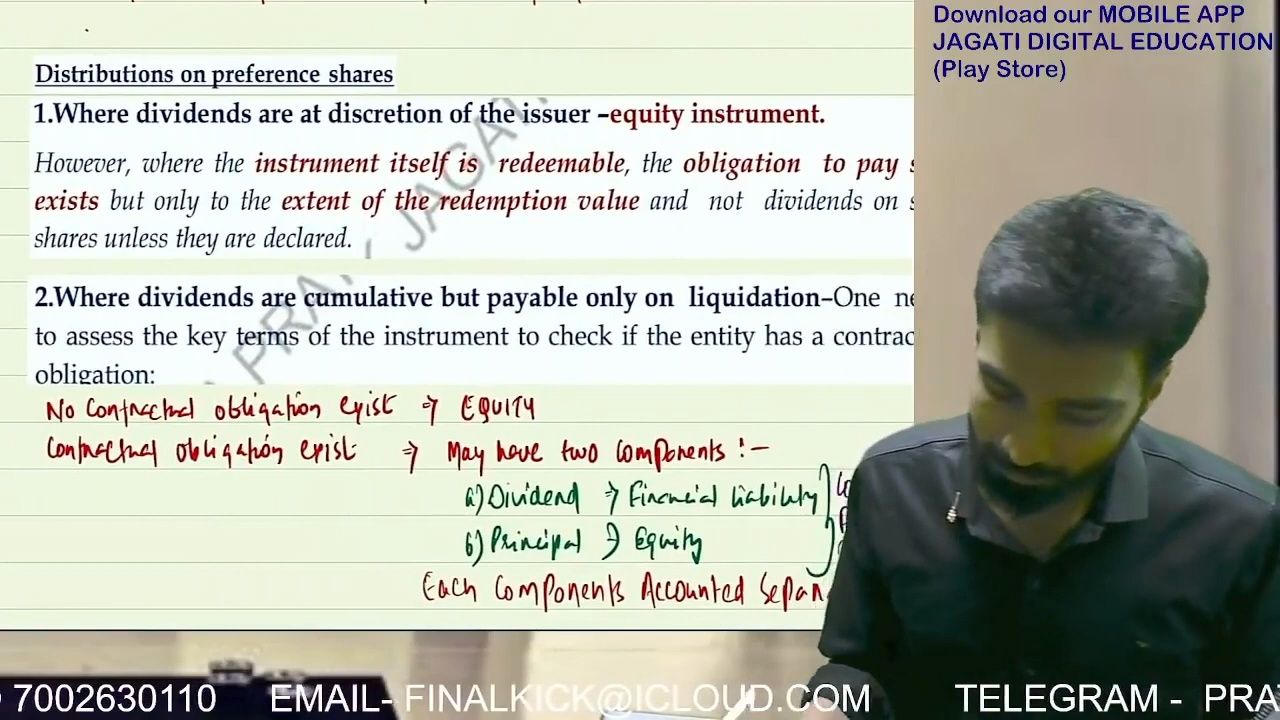 Download our MOBILE APP
JAGATI DIGITAL EDUCATION
(Play Store)
Distributions on preference shares
1.Where dividends are at discretion of the issuer –equity instrument.
However, where the instrument itself is redeemable, the obligation to pay
exists but only to the extent of the redemption value and not dividends on
shares unless they are declared.
2.Where dividends are cumulative but payable only on liquidation–One
to assess the key terms of the instrument to check if the entity has a
obligation:
No Contractual obligation exist ⇒ EQUITY
Contractual obligation exist ⇒ May have two components :-
a) Dividend ⇒ Financial liability
b) Principal ⇒ Equity
Each Components Accounted
PRATIK JAGATI
7002630110 EMAIL- FINALKICK@ICLOUD.COM TELEGRAM -